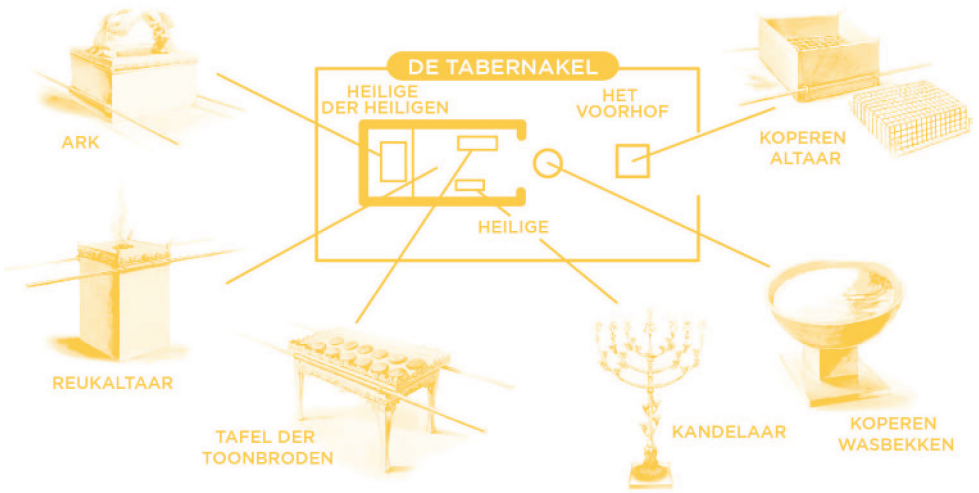 DE TABERNAKEL
HEILIGE
DER HEILIGEN
HET
VOORHOF
ARK
KOPEREN
ALTAAR
HEILIGE
REUKALTAAR
TAFEL DER
TOONBRODEN
KANDELAAR
KOPEREN
WASBEKKEN